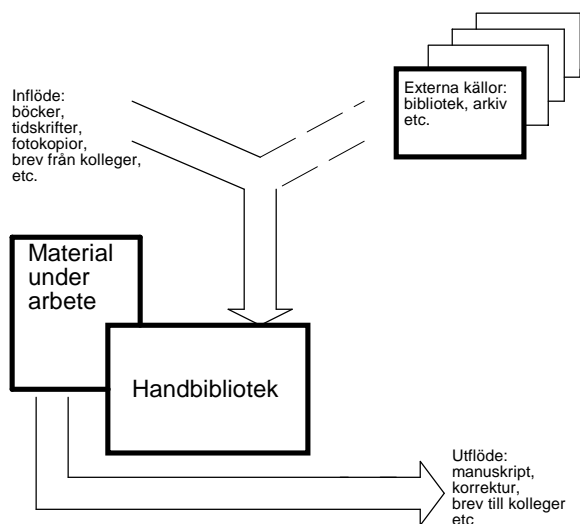 Inflöde:
böcker,
tidskrifter,
fotokopior,
brev från kolleger,
etc.
Externa källor:
bibliotek, arkiv
etc.
Material
under
arbete
Handbibliotek
Utflöde:
manuskript,
korrektur,
brev till kolleger
etc